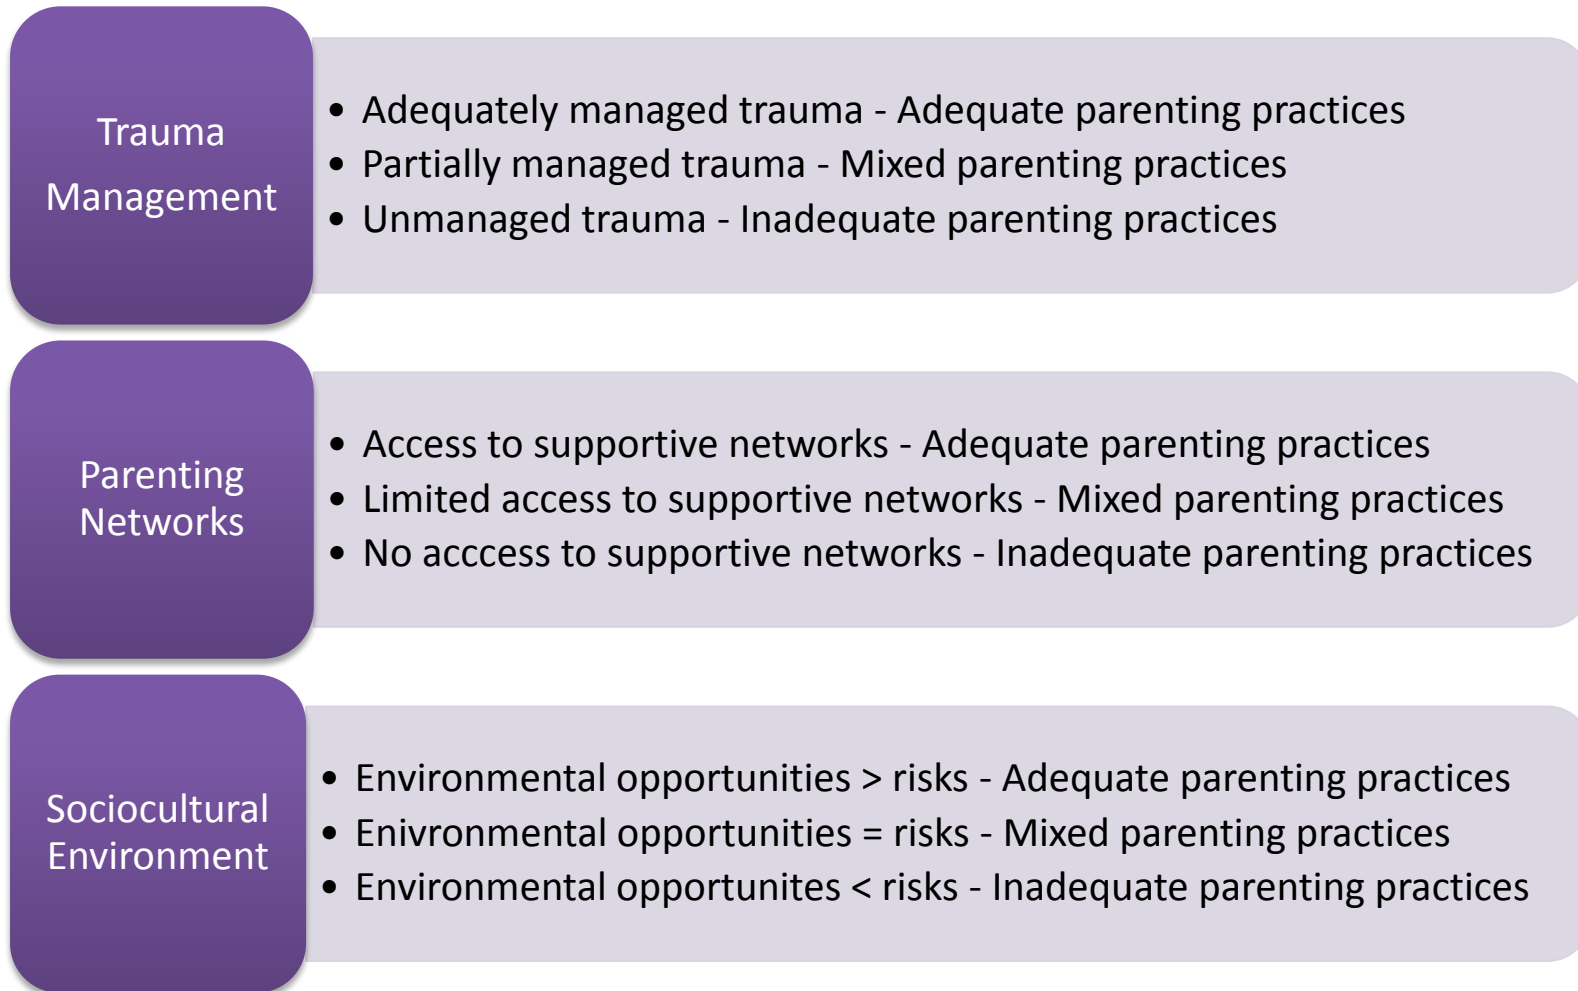 Trauma
Management
• Adequately managed trauma - Adequate parenting practices
• Partially managed trauma - Mixed parenting practices
• Unmanaged trauma - Inadequate parenting practices
Parenting
Networks
• Access to supportive networks - Adequate parenting practices
• Limited access to supportive networks - Mixed parenting practices
• No acccess to supportive networks - Inadequate parenting practices
Sociocultural
Environment
• Environmental opportunities > risks - Adequate parenting practices
• Enivronmental opportunities = risks - Mixed parenting practices
• Environmental opportunites < risks - Inadequate parenting practices